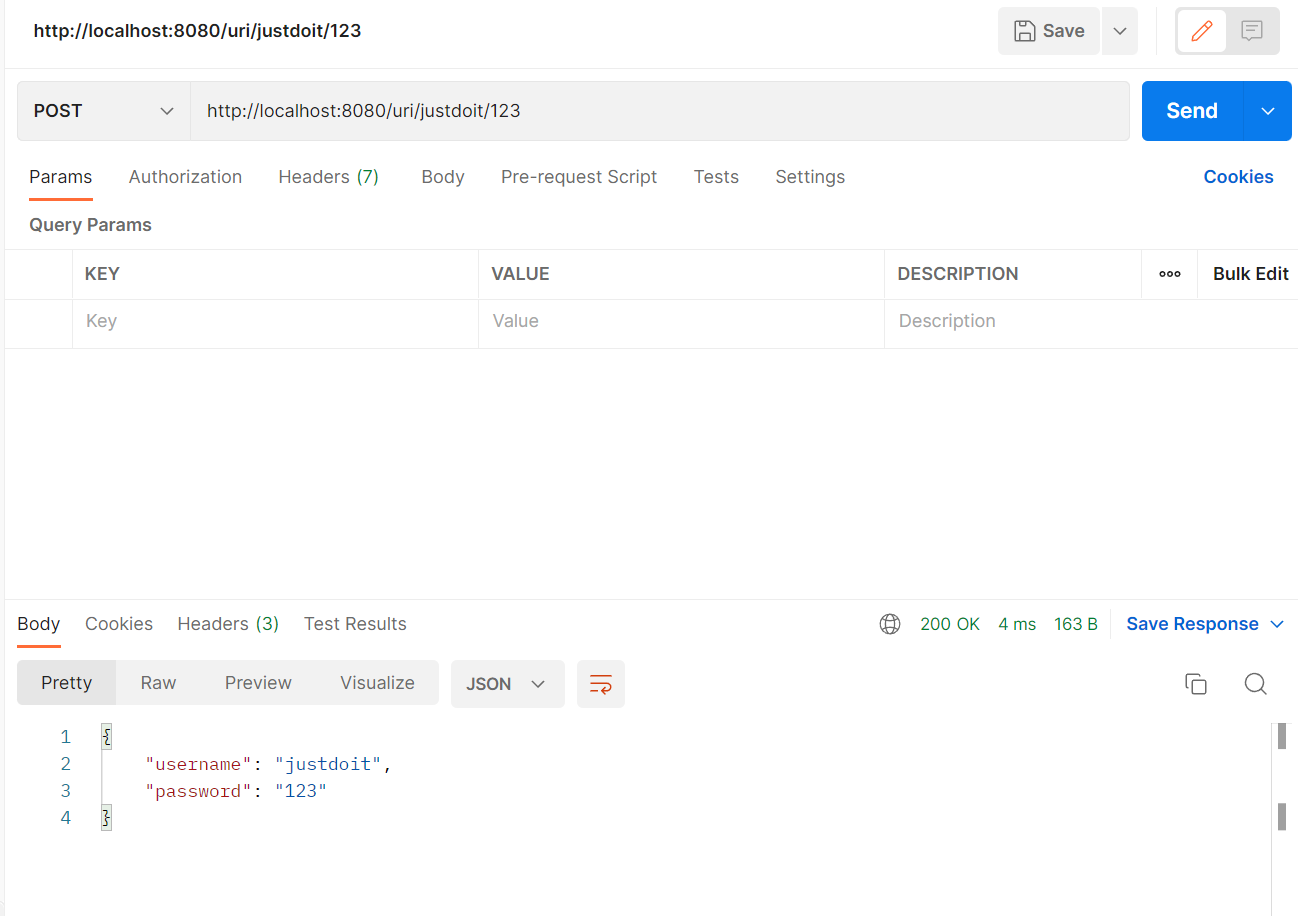 http://localhost:8080/uri/justdoit/123 Save
POST http://localhost:8080/uri/justdoit/123 Send
Params Authorization Headers (7) Body Pre-request Script Tests Settings Cookies
Query Params
KEY VALUE DESCRIPTION ooo Bulk Edit
Key Value Description
Body Cookies Headers (3) Test Results 200 OK 4 ms 163 B Save Response
Pretty Raw Preview Visualize JSON
1 {
2 "username": "justdoit",
3 "password": "123"
4 }